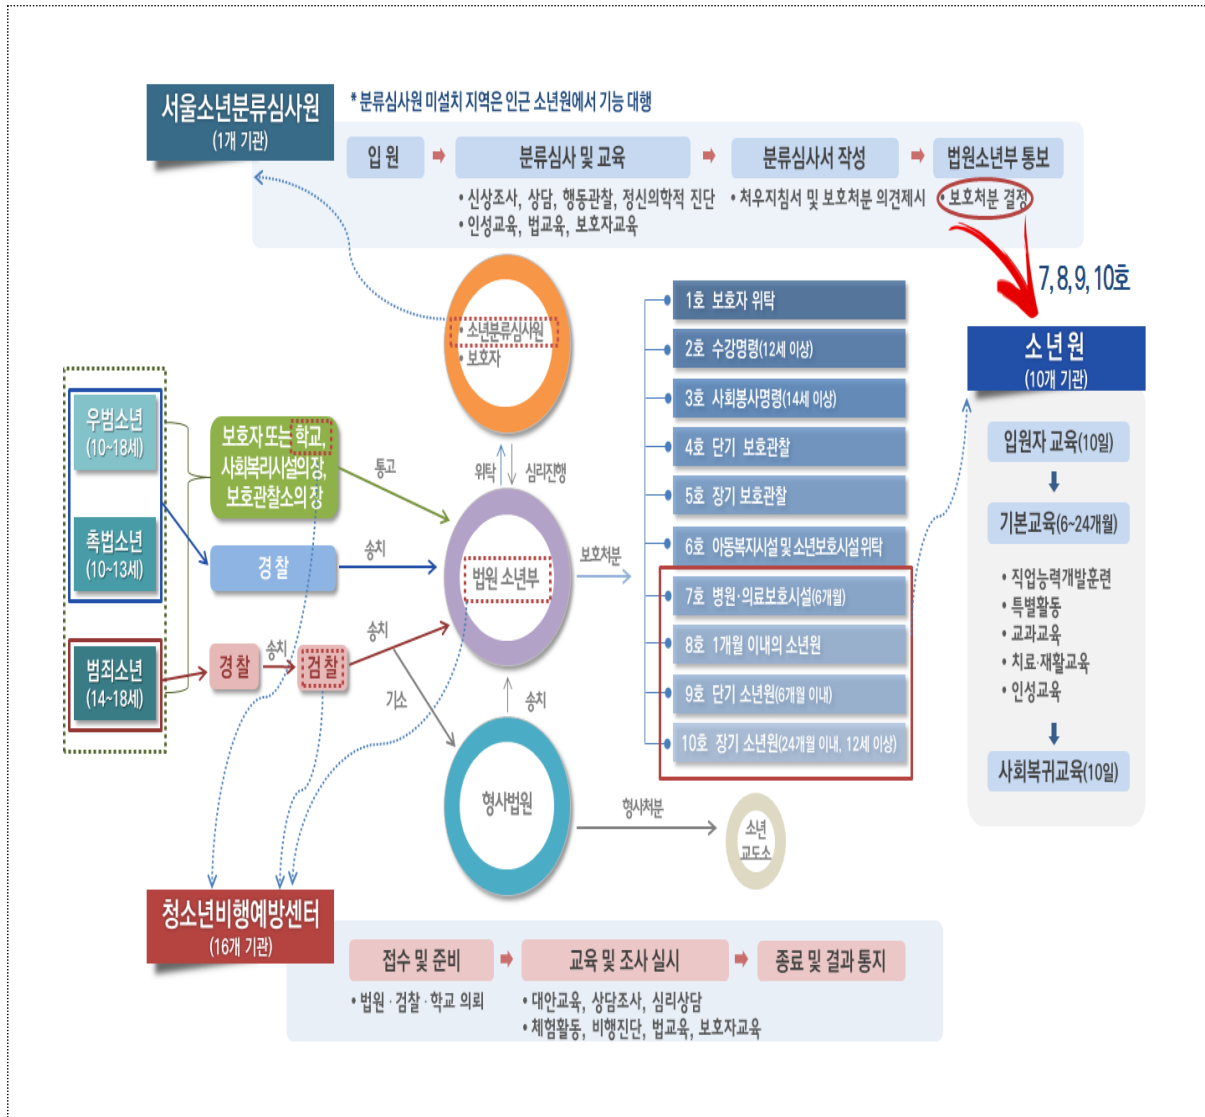 서울소년분류심사원
(1개 기관)
* 분류심사원 미설치 지역은 인근 소년원에서 기능 대행
입 원
분류심사 및 교육
• 신상조사, 상담, 행동관찰, 정신의학적 진단
• 인성교육, 법교육, 보호자교육
분류심사서 작성
• 처우지침서 및 보호처분 의견제시
법원소년부 통보
• 보호처분 결정
7, 8, 9, 10호
• 소년분류심사원
• 보호자
위탁
심리진행
우범소년
(10~18세)
촉법소년
(10~13세)
범죄소년
(14~18세)
보호자 또는 학교,
사회복리시설의 장,
보호관찰소의 장
통고
경 찰
송치
경 찰
송치
검 찰
송치
기소
법원 소년부
보호처분
송치
형사법원
형사처분
소년
교도소
1호 보호자 위탁
2호 수강명령(12세 이상)
3호 사회봉사명령(14세 이상)
4호 단기 보호관찰
5호 장기 보호관찰
6호 아동복지시설 및 소년보호시설 위탁
7호 병원·의료보호시설(6개월)
8호 1개월 이내의 소년원
9호 단기 소년원(6개월 이내)
10호 장기 소년원(24개월 이내, 12세 이상)
소 년 원
(10개 기관)
입원자 교육(10일)
기본교육(6~24개월)
• 직업능력개발훈련
• 특별활동
• 교과교육
• 치료·재활교육
• 인성교육
사회복귀교육(10일)
청소년비행예방센터
(16개 기관)
접수 및 준비
• 법원 · 검찰 · 학교 의뢰
교육 및 조사 실시
• 대안교육, 상담조사, 심리상담
• 체험활동, 비행진단, 법교육, 보호자교육
종료 및 결과 통지